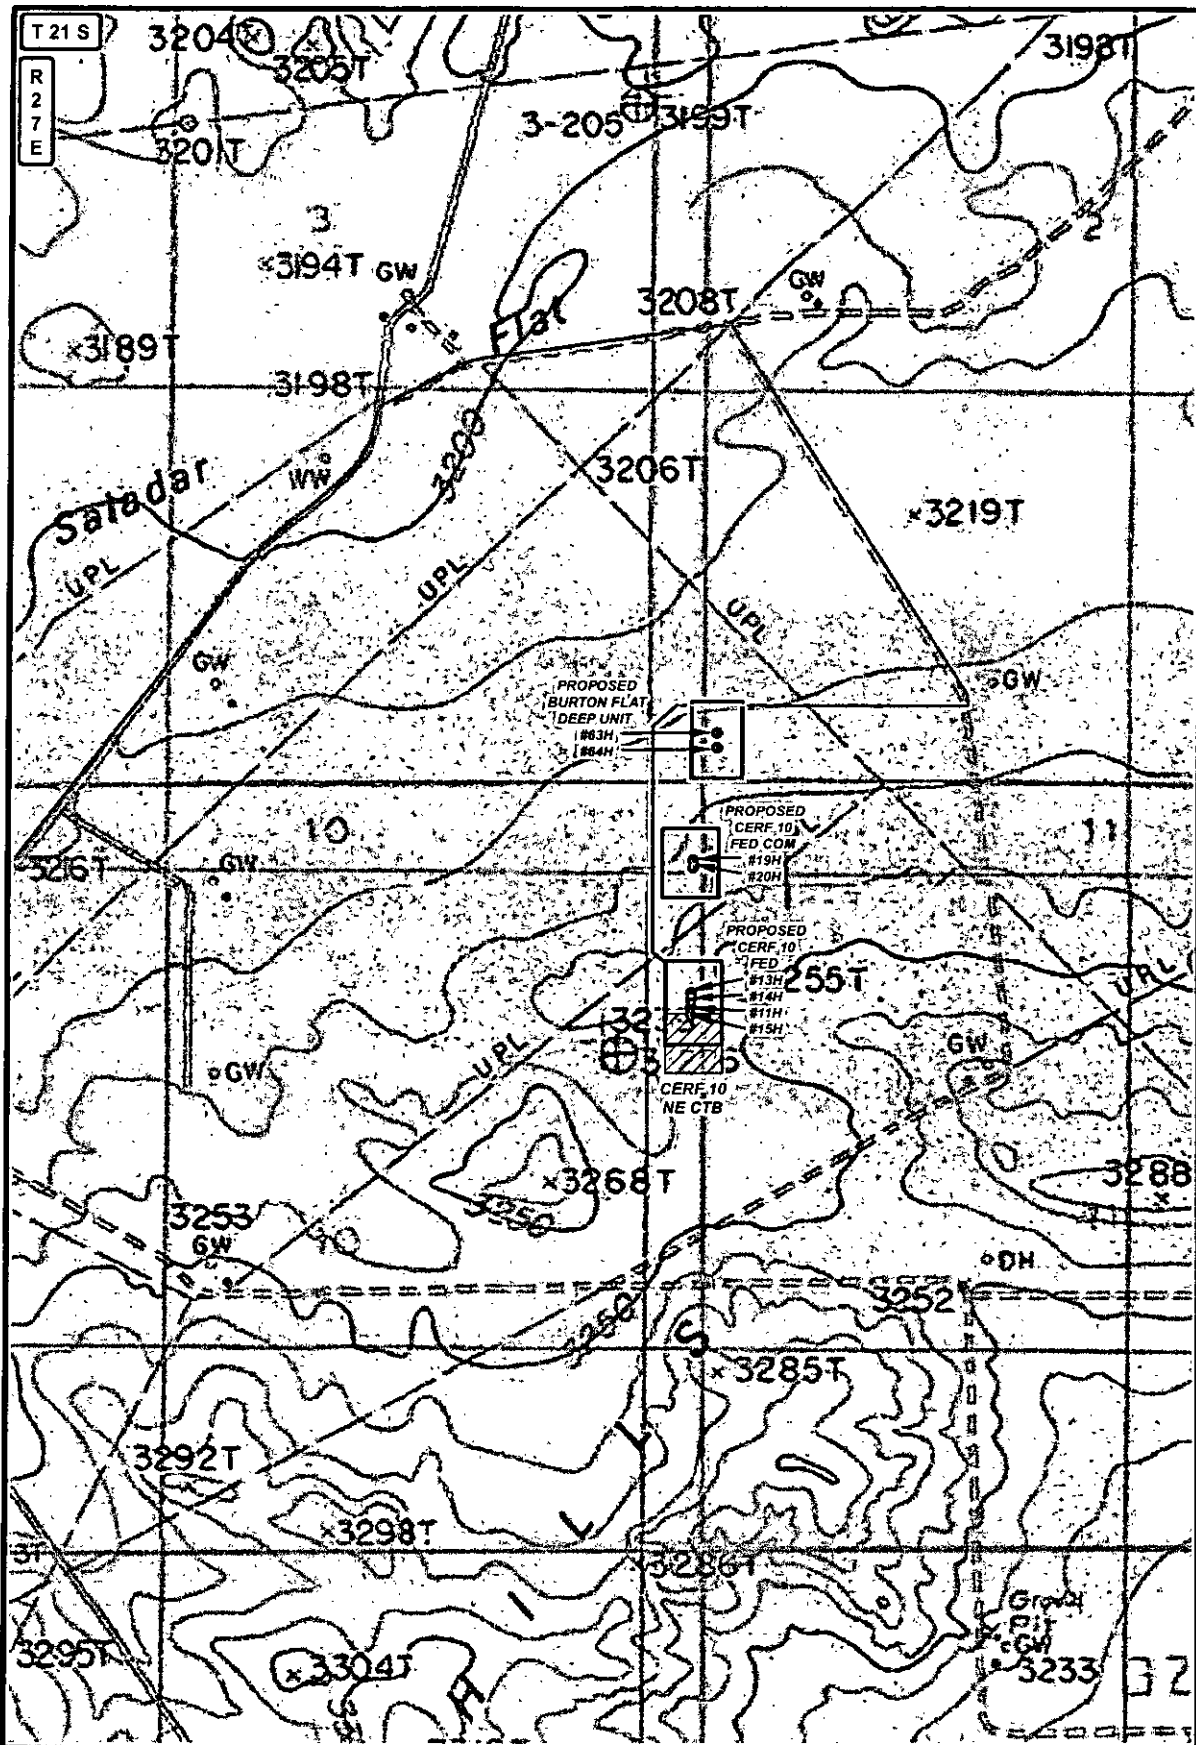 T 21 S
R
2
7
E
3204
3205T
3193T
3-205
3199T
3201T
3
2
3194T
GW
GW
3208T
3189T
Flat
3198T
3200
WW
3206T
Saladar
3219T
UPL
UPL
UPL
GW
GW
PROPOSED
BURTON FLAT
DEEP UNIT
#63H
#64H
10
PROPOSED
CERF 10
FED COM
#19H
#20H
11
3216T
GW
PROPOSED
CERF 10
FED
#13H
#14H
#11H
#15H
255T
UPL
GW
GW
UPL
CERF 10
NE CTB
3268T
3288
3250
3253
GW
DH
3252
3250
S
3285T
L
3292T
L
3298T
3286T
I
Gravel
Pit
GW
3295T
3304T
3233
H